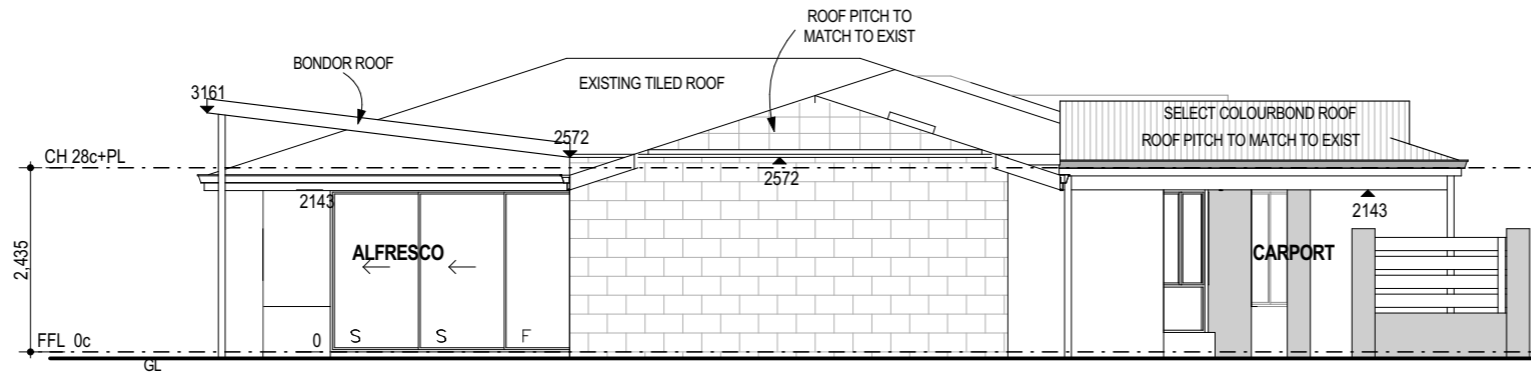 ROOF PITCH TO
MATCH TO EXIST
BONDOR ROOF
EXISTING TILED ROOF
3161
SELECT COLOURBOND ROOF
ROOF PITCH TO MATCH TO EXIST
2572
CH 28c+PL
2572
2143
2143
2,435
ALFRESCO
CARPORT
FFL 0c
0
S
S
F
GL